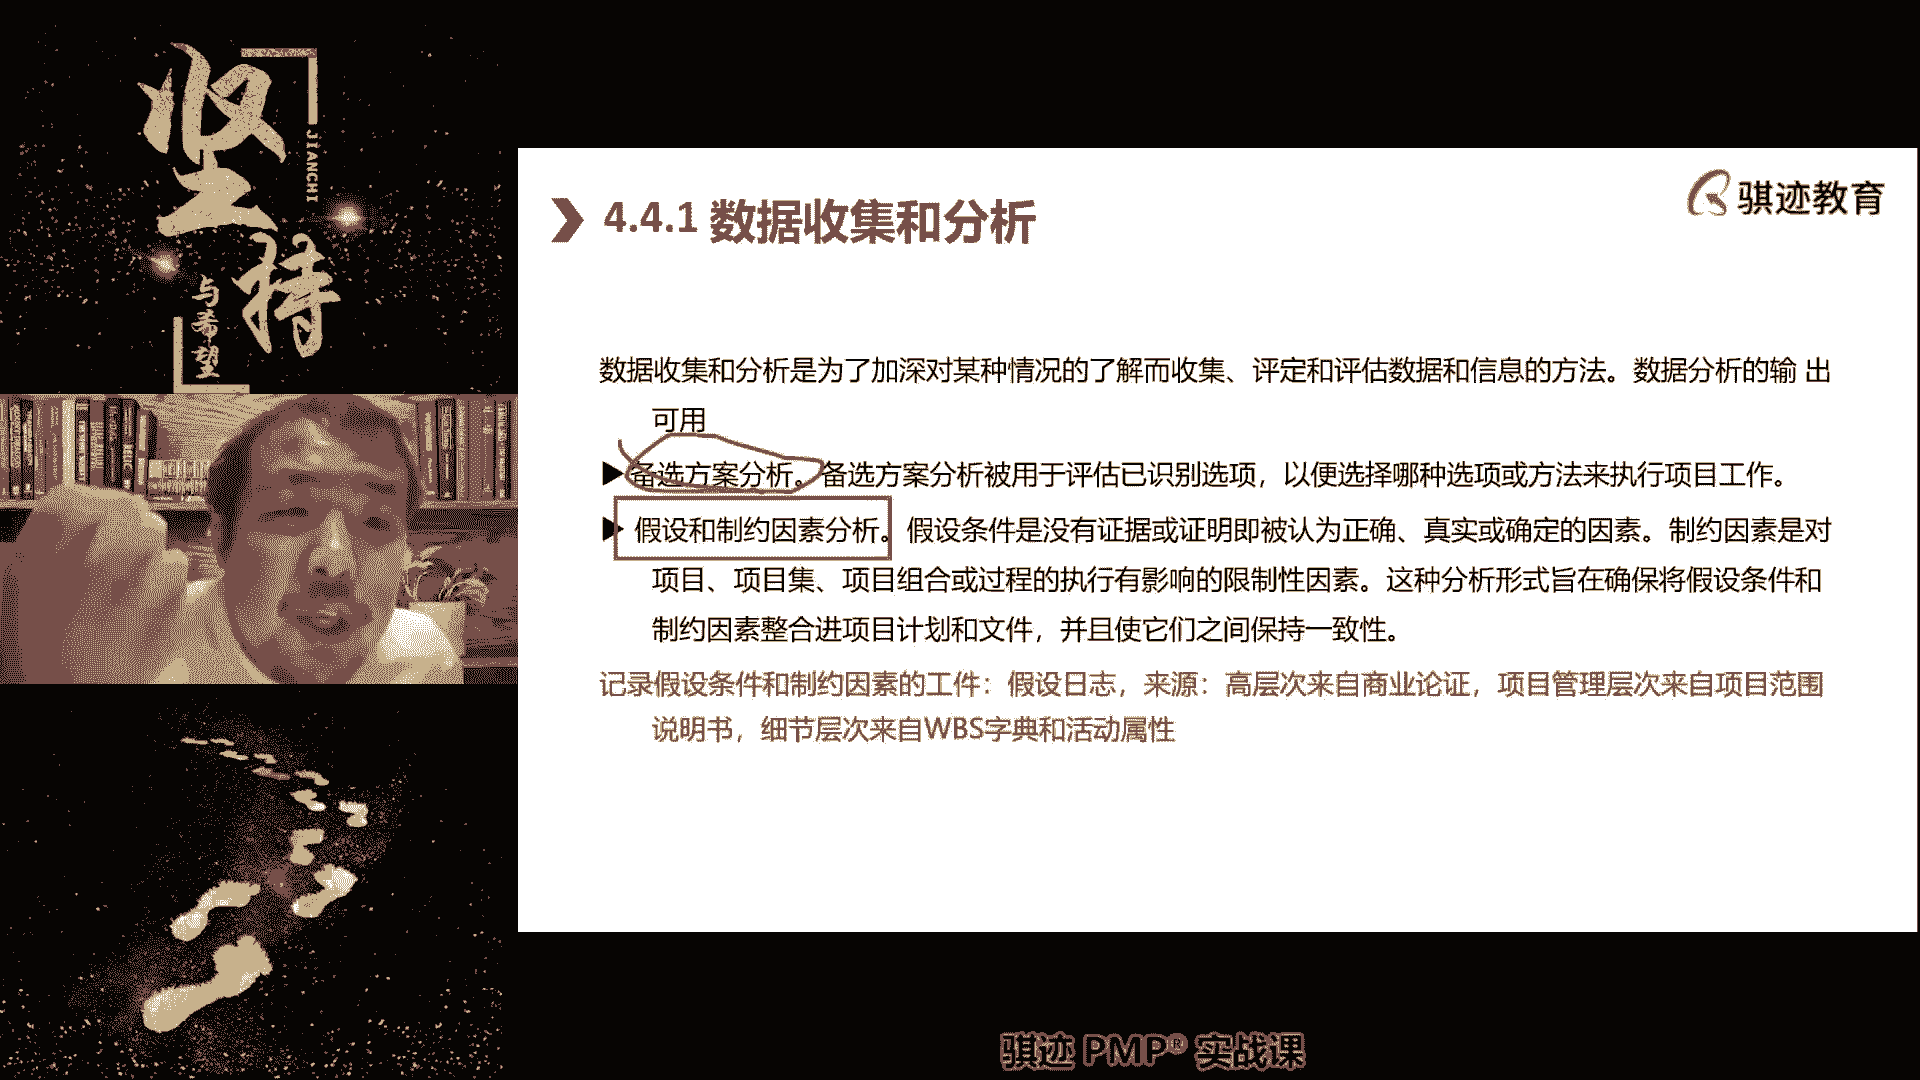 坚持
JIANCHI
与希望
骐迹教育
4.4.1 数据收集和分析
数据收集和分析是为了加深对某种情况的了解而收集、评定和评估数据和信息的方法。数据分析的输 出
可用
备选方案分析。备选方案分析被用于评估已识别选项，以便选择哪种选项或方法来执行项目工作。
假设和制约因素分析。假设条件是没有证据或证明即被认为正确、真实或确定的因素。制约因素是对
项目、项目集、项目组合或过程的执行有影响的限制性因素。这种分析形式旨在确保将假设条件和
制约因素整合进项目计划和文件，并且使它们之间保持一致性。
记录假设条件和制约因素的工件：假设日志，来源：高层次来自商业论证，项目管理层次来自项目范围
说明书，细节层次来自WBS字典和活动属性
骐迹 PMP® 实战课